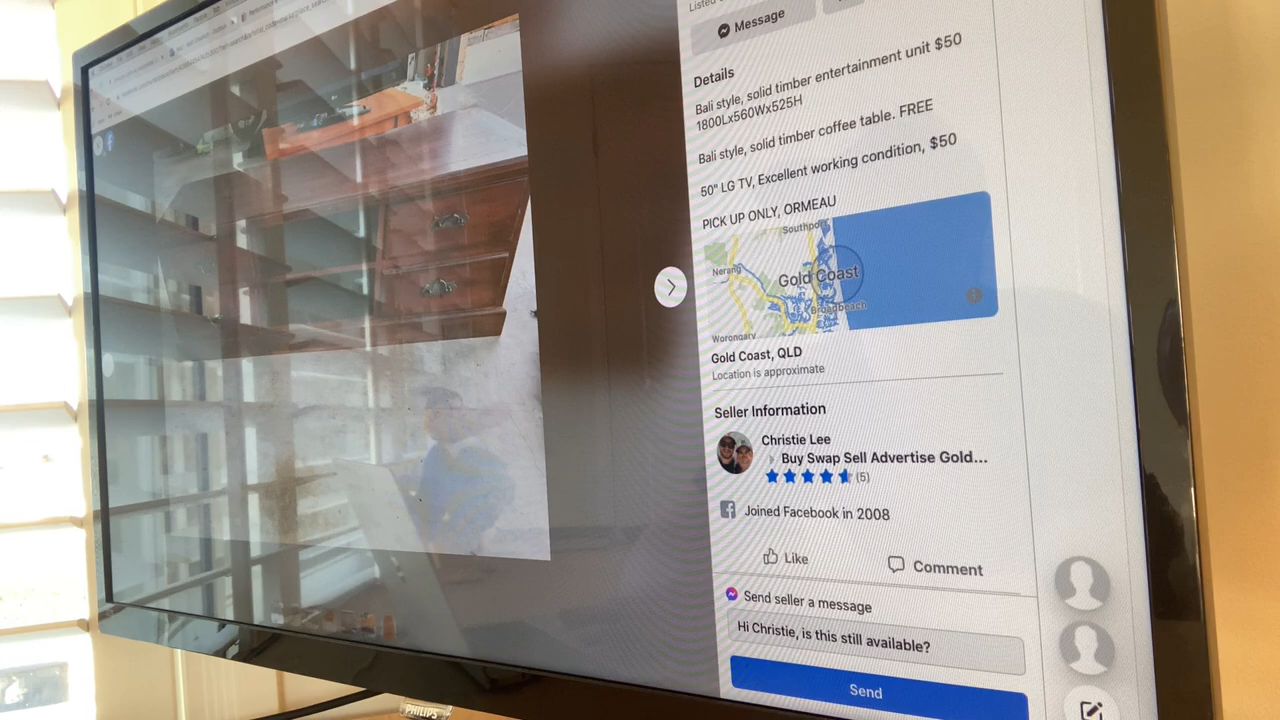 Listed
Message
Details
Bali style, solid timber entertainment unit $50
1800Lx560Wx525H
Bali style, solid timber coffee table. FREE
50" LG TV, Excellent working condition, $50
PICK UP ONLY, ORMEAU
Southport
Nerang
Gold Coast
Broadbeach
Worongary
Gold Coast, QLD
Location is approximate
Seller Information
Christie Lee
Buy Swap Sell Advertise Gold...
(5)
Joined Facebook in 2008
Like
Comment
Send seller a message
Hi Christie, is this still available?
Send
PHILIPS